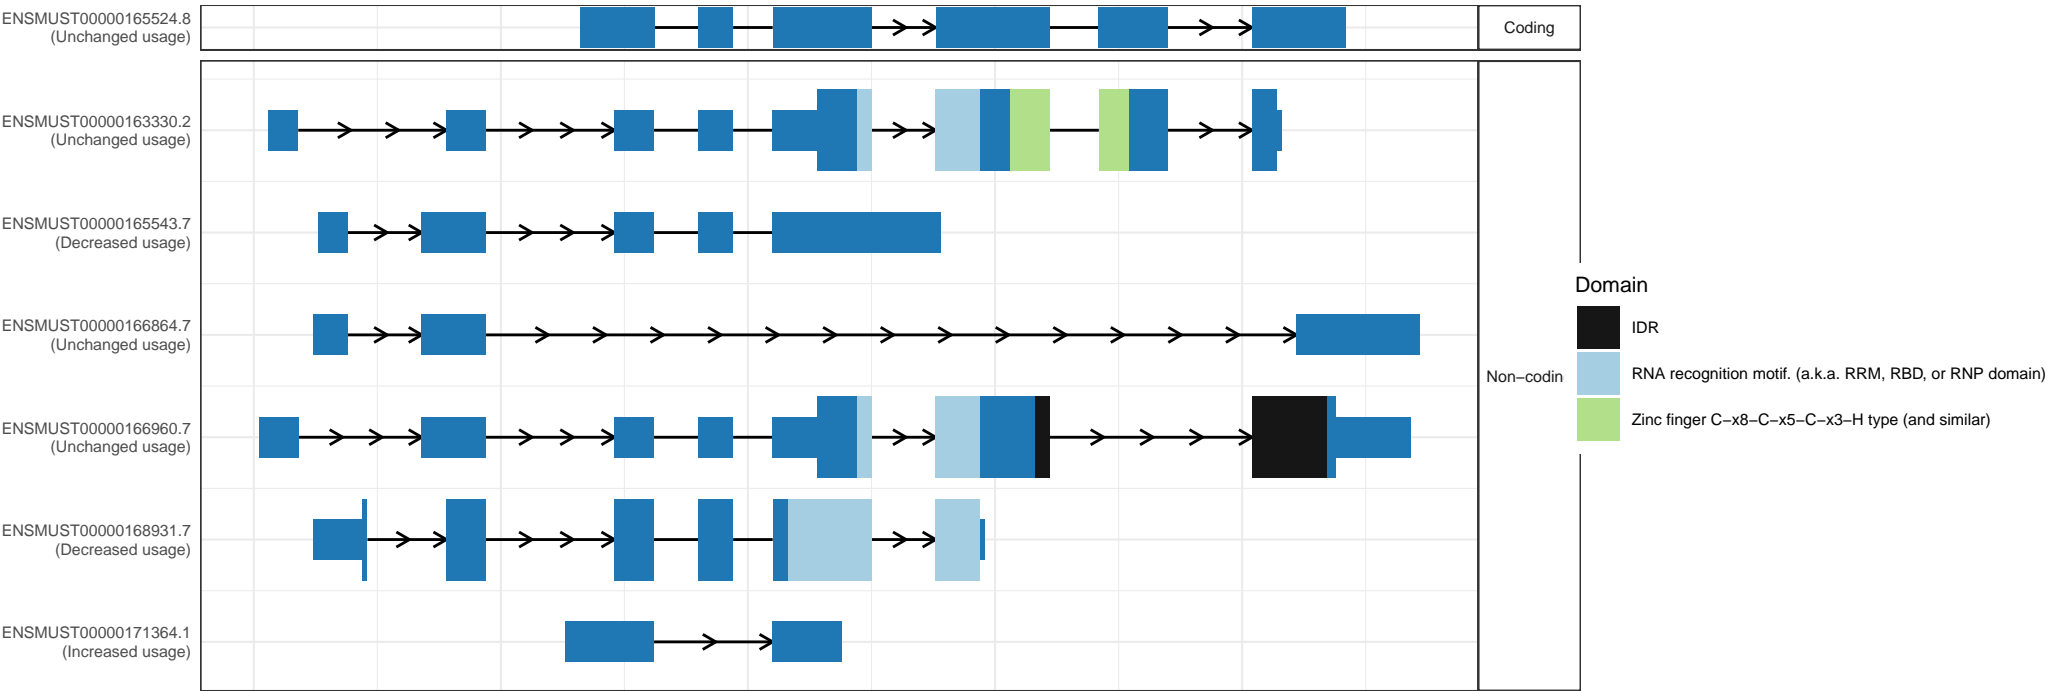 ENSMUST00000165524.8
(Unchanged usage)
Coding
ENSMUST00000163330.2
(Unchanged usage)
ENSMUST00000165543.7
(Decreased usage)
ENSMUST00000166864.7
(Unchanged usage)
ENSMUST00000166960.7
(Unchanged usage)
ENSMUST00000168931.7
(Decreased usage)
ENSMUST00000171364.1
(Increased usage)
Non−codin
Domain
IDR
RNA recognition motif. (a.k.a. RRM, RBD, or RNP domain)
Zinc finger C−x8−C−x5−C−x3−H type (and similar)